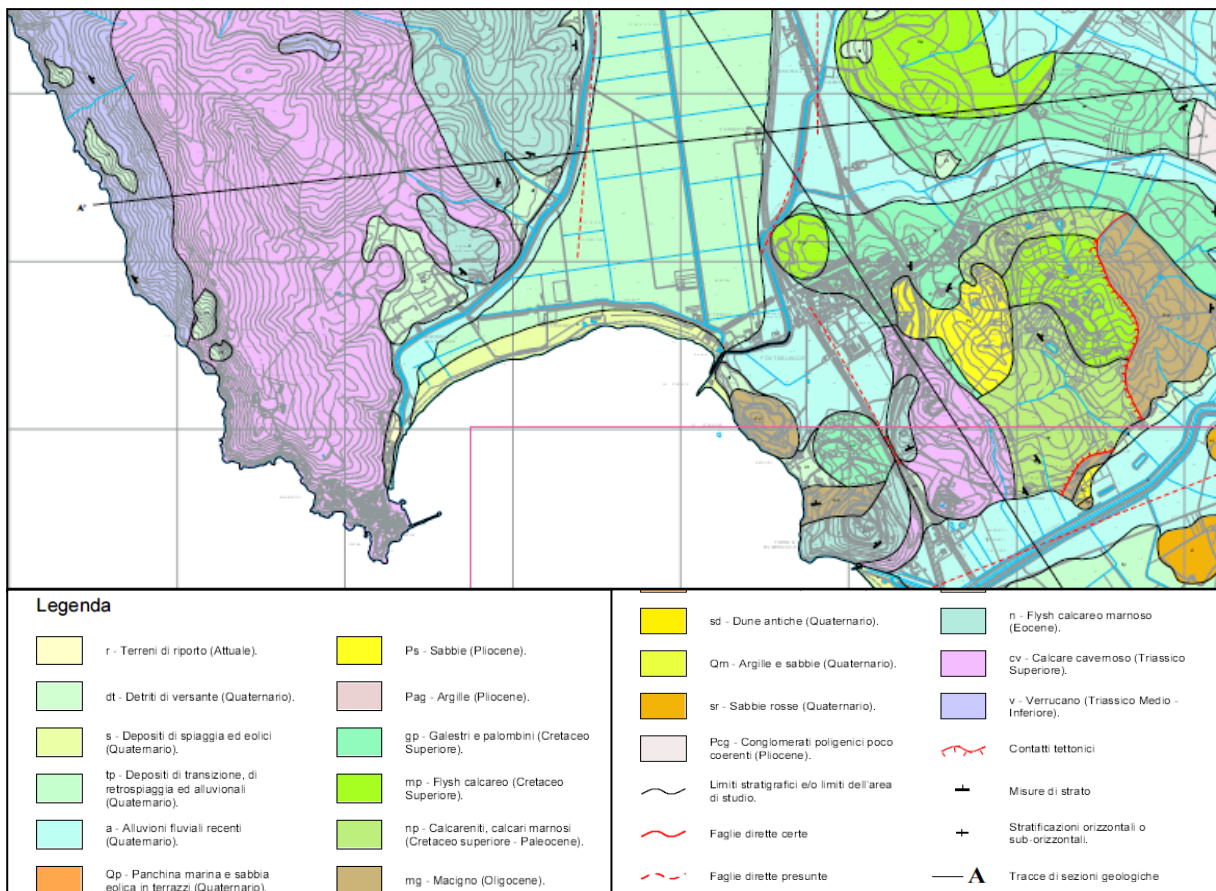 A'
Legenda
r - Terreni di riporto (Attuale).
dt - Detriti di versante (Quaternario).
s - Depositi di spiaggia ed eolici
(Quaternario).
tp - Depositi di transizione, di
retrospiaggia ed alluvionali
(Quaternario).
a - Alluvioni fluviali recenti
(Quaternario).
Qp - Panchina marina e sabbia
eolica in terrazzi (Quaternario).
Ps - Sabbie (Pliocene).
Pag - Argille (Pliocene).
gp - Galestri e palombini (Cretaceo
Superiore).
mp - Flysh calcareo (Cretaceo
Superiore).
np - Calcareniti, calcari marnosi
(Cretaceo superiore - Paleocene).
mg - Macigno (Oligocene).
sd - Dune antiche (Quaternario).
Qm - Argille e sabbie (Quaternario).
sr - Sabbie rosse (Quaternario).
Pcg - Conglomerati poligenici poco
coerenti (Pliocene).
Limiti stratigrafici e/o limiti dell'area
di studio.
Faglie dirette certe
Faglie dirette presunte
n - Flysh calcareo marnoso
(Eocene).
cv - Calcare cavernoso (Triassico
Superiore).
v - Verrucano (Triassico Medio -
Inferiore).
Contatti tettonici
Misure di strato
Stratificazioni orizzontali o
sub-orizzontali.
A Tracce di sezioni geologiche